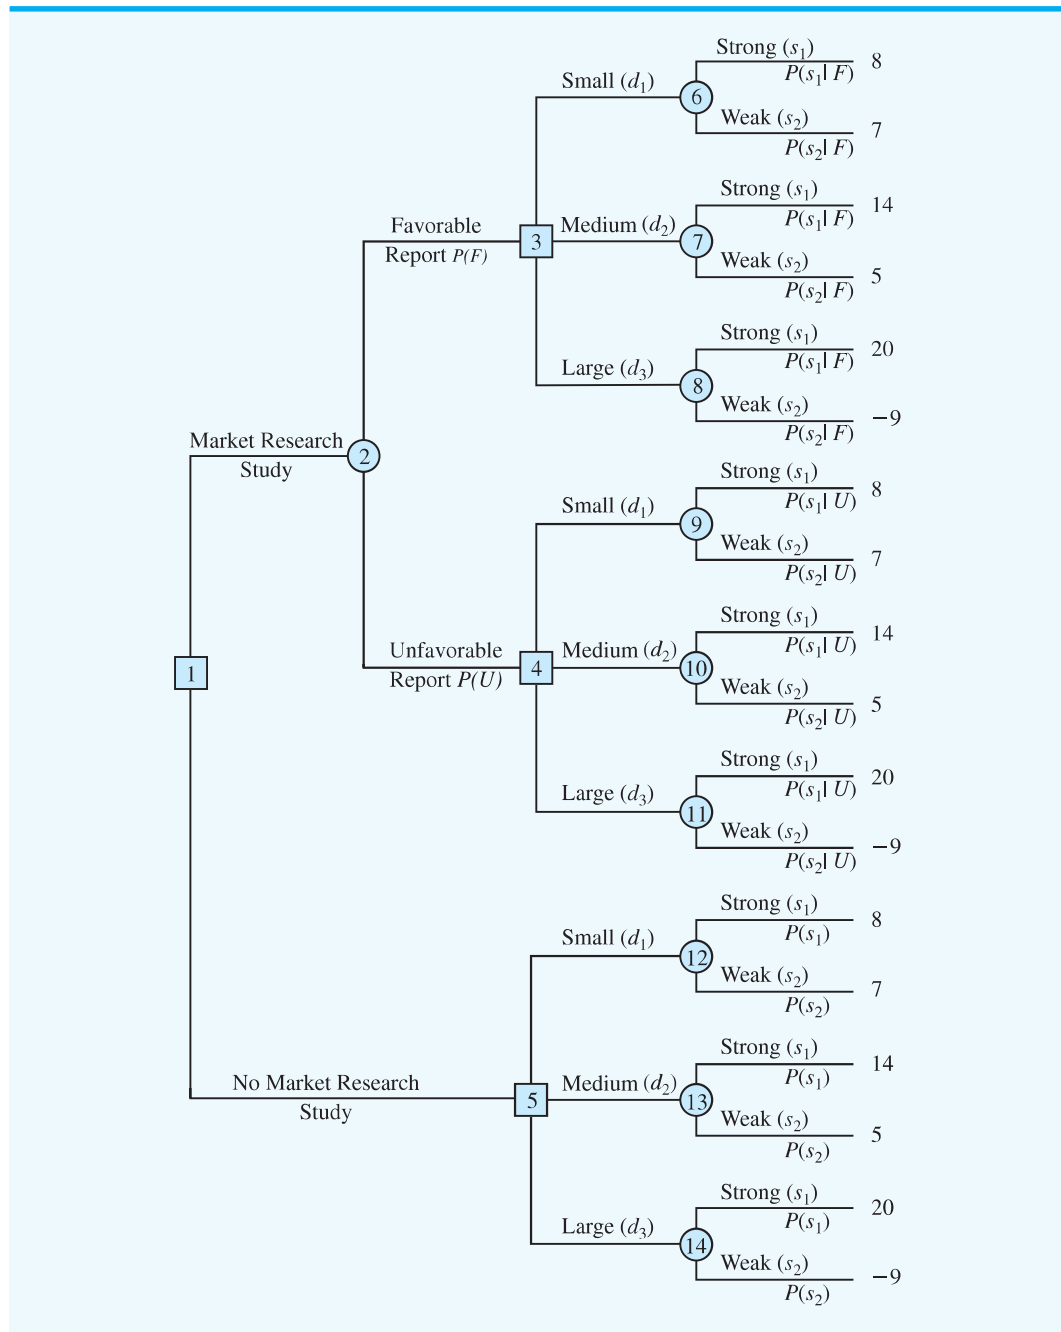 Strong (s₁)
P(s₁| F)
8
Small (d₁)
6
Weak (s₂)
P(s₂| F)
7
Strong (s₁)
P(s₁| F)
14
Favorable
Report P(F)
3
Medium (d₂)
7
Weak (s₂)
P(s₂| F)
5
Strong (s₁)
P(s₁| F)
20
Large (d₃)
8
Weak (s₂)
P(s₂| F)
−9
Market Research
Study
2
Strong (s₁)
P(s₁| U)
8
Small (d₁)
9
Weak (s₂)
P(s₂| U)
7
Strong (s₁)
P(s₁| U)
14
Unfavorable
Report P(U)
4
Medium (d₂)
10
Weak (s₂)
P(s₂| U)
5
1
Strong (s₁)
P(s₁| U)
20
Large (d₃)
11
Weak (s₂)
P(s₂| U)
−9
Strong (s₁)
P(s₁)
8
Small (d₁)
12
Weak (s₂)
P(s₂)
7
Strong (s₁)
P(s₁)
14
No Market Research
Study
5
Medium (d₂)
13
Weak (s₂)
P(s₂)
5
Strong (s₁)
P(s₁)
20
Large (d₃)
14
Weak (s₂)
P(s₂)
−9